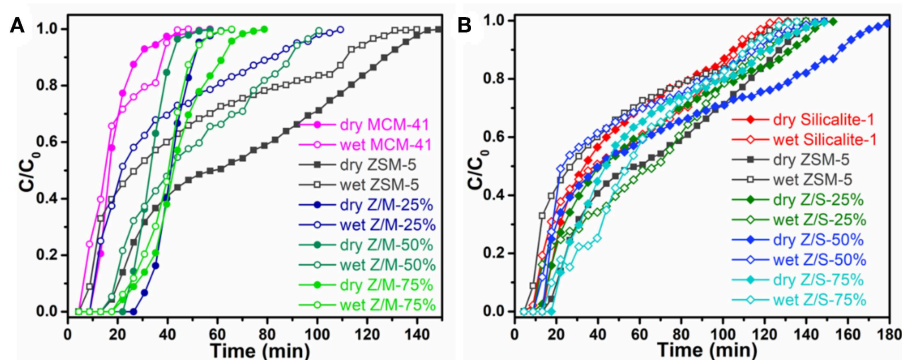 A
C/C0
1.0
0.8
0.6
0.4
0.2
0.0
dry MCM-41
wet MCM-41
dry ZSM-5
wet ZSM-5
dry Z/M-25%
wet Z/M-25%
dry Z/M-50%
wet Z/M-50%
dry Z/M-75%
wet Z/M-75%
0 20 40 60 80 100 120 140
Time (min)
B
C/C0
1.0
0.8
0.6
0.4
0.2
0.0
dry Silicalite-1
wet Silicalite-1
dry ZSM-5
wet ZSM-5
dry Z/S-25%
wet Z/S-25%
dry Z/S-50%
wet Z/S-50%
dry Z/S-75%
wet Z/S-75%
0 20 40 60 80 100 120 140 160 180
Time (min)